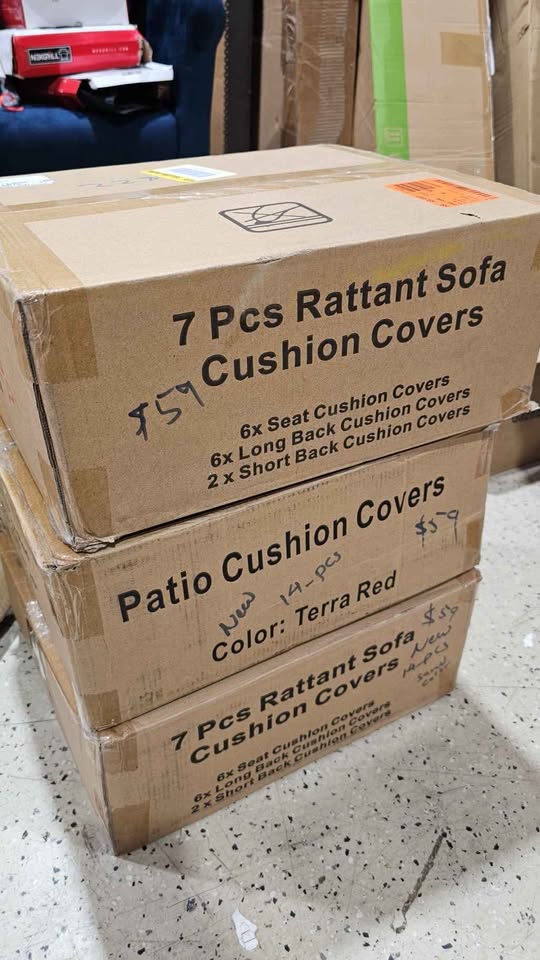 7 Pcs Rattant Sofa
Cushion Covers
$59
6x Seat Cushion Covers
6x Long Back Cushion Covers
2 x Short Back Cushion Covers
Patio Cushion Covers
$59
New 14-pcs
Color: Terra Red
7 Pcs Rattant Sofa
Cushion Covers
$59
New
14-PCS
6x Seat Cushion Covers
6x Long Back Cushion Covers
2 x Short Back Cushion Covers